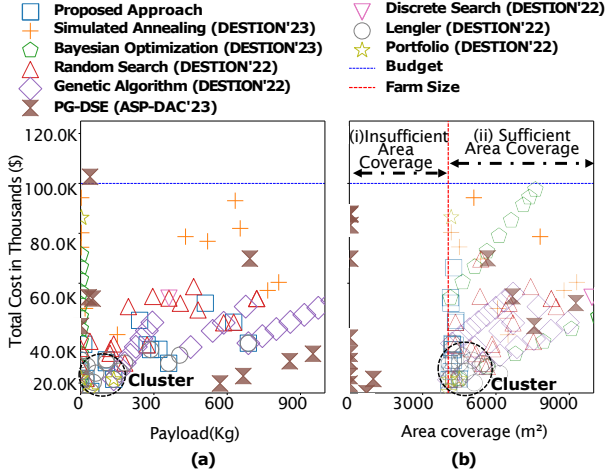 Proposed Approach
Simulated Annealing (DESTION'23)
Bayesian Optimization (DESTION'23)
Random Search (DESTION'22)
Genetic Algorithm (DESTION'22)
PG-DSE (ASP-DAC'23)
Discrete Search (DESTION'22)
Lengler (DESTION'22)
Portfolio (DESTION'22)
Budget
Farm Size
Total Cost in Thousands ($)
120.0K
100.0K
80.0K
60.0K
40.0K
20.0K
Cluster
0 300 600 900
Payload(Kg)
(a)
(i)Insufficient
Area
Coverage
(ii) Sufficient
Area Coverage
Cluster
0 3000 6000 9000
Area coverage (m²)
(b)